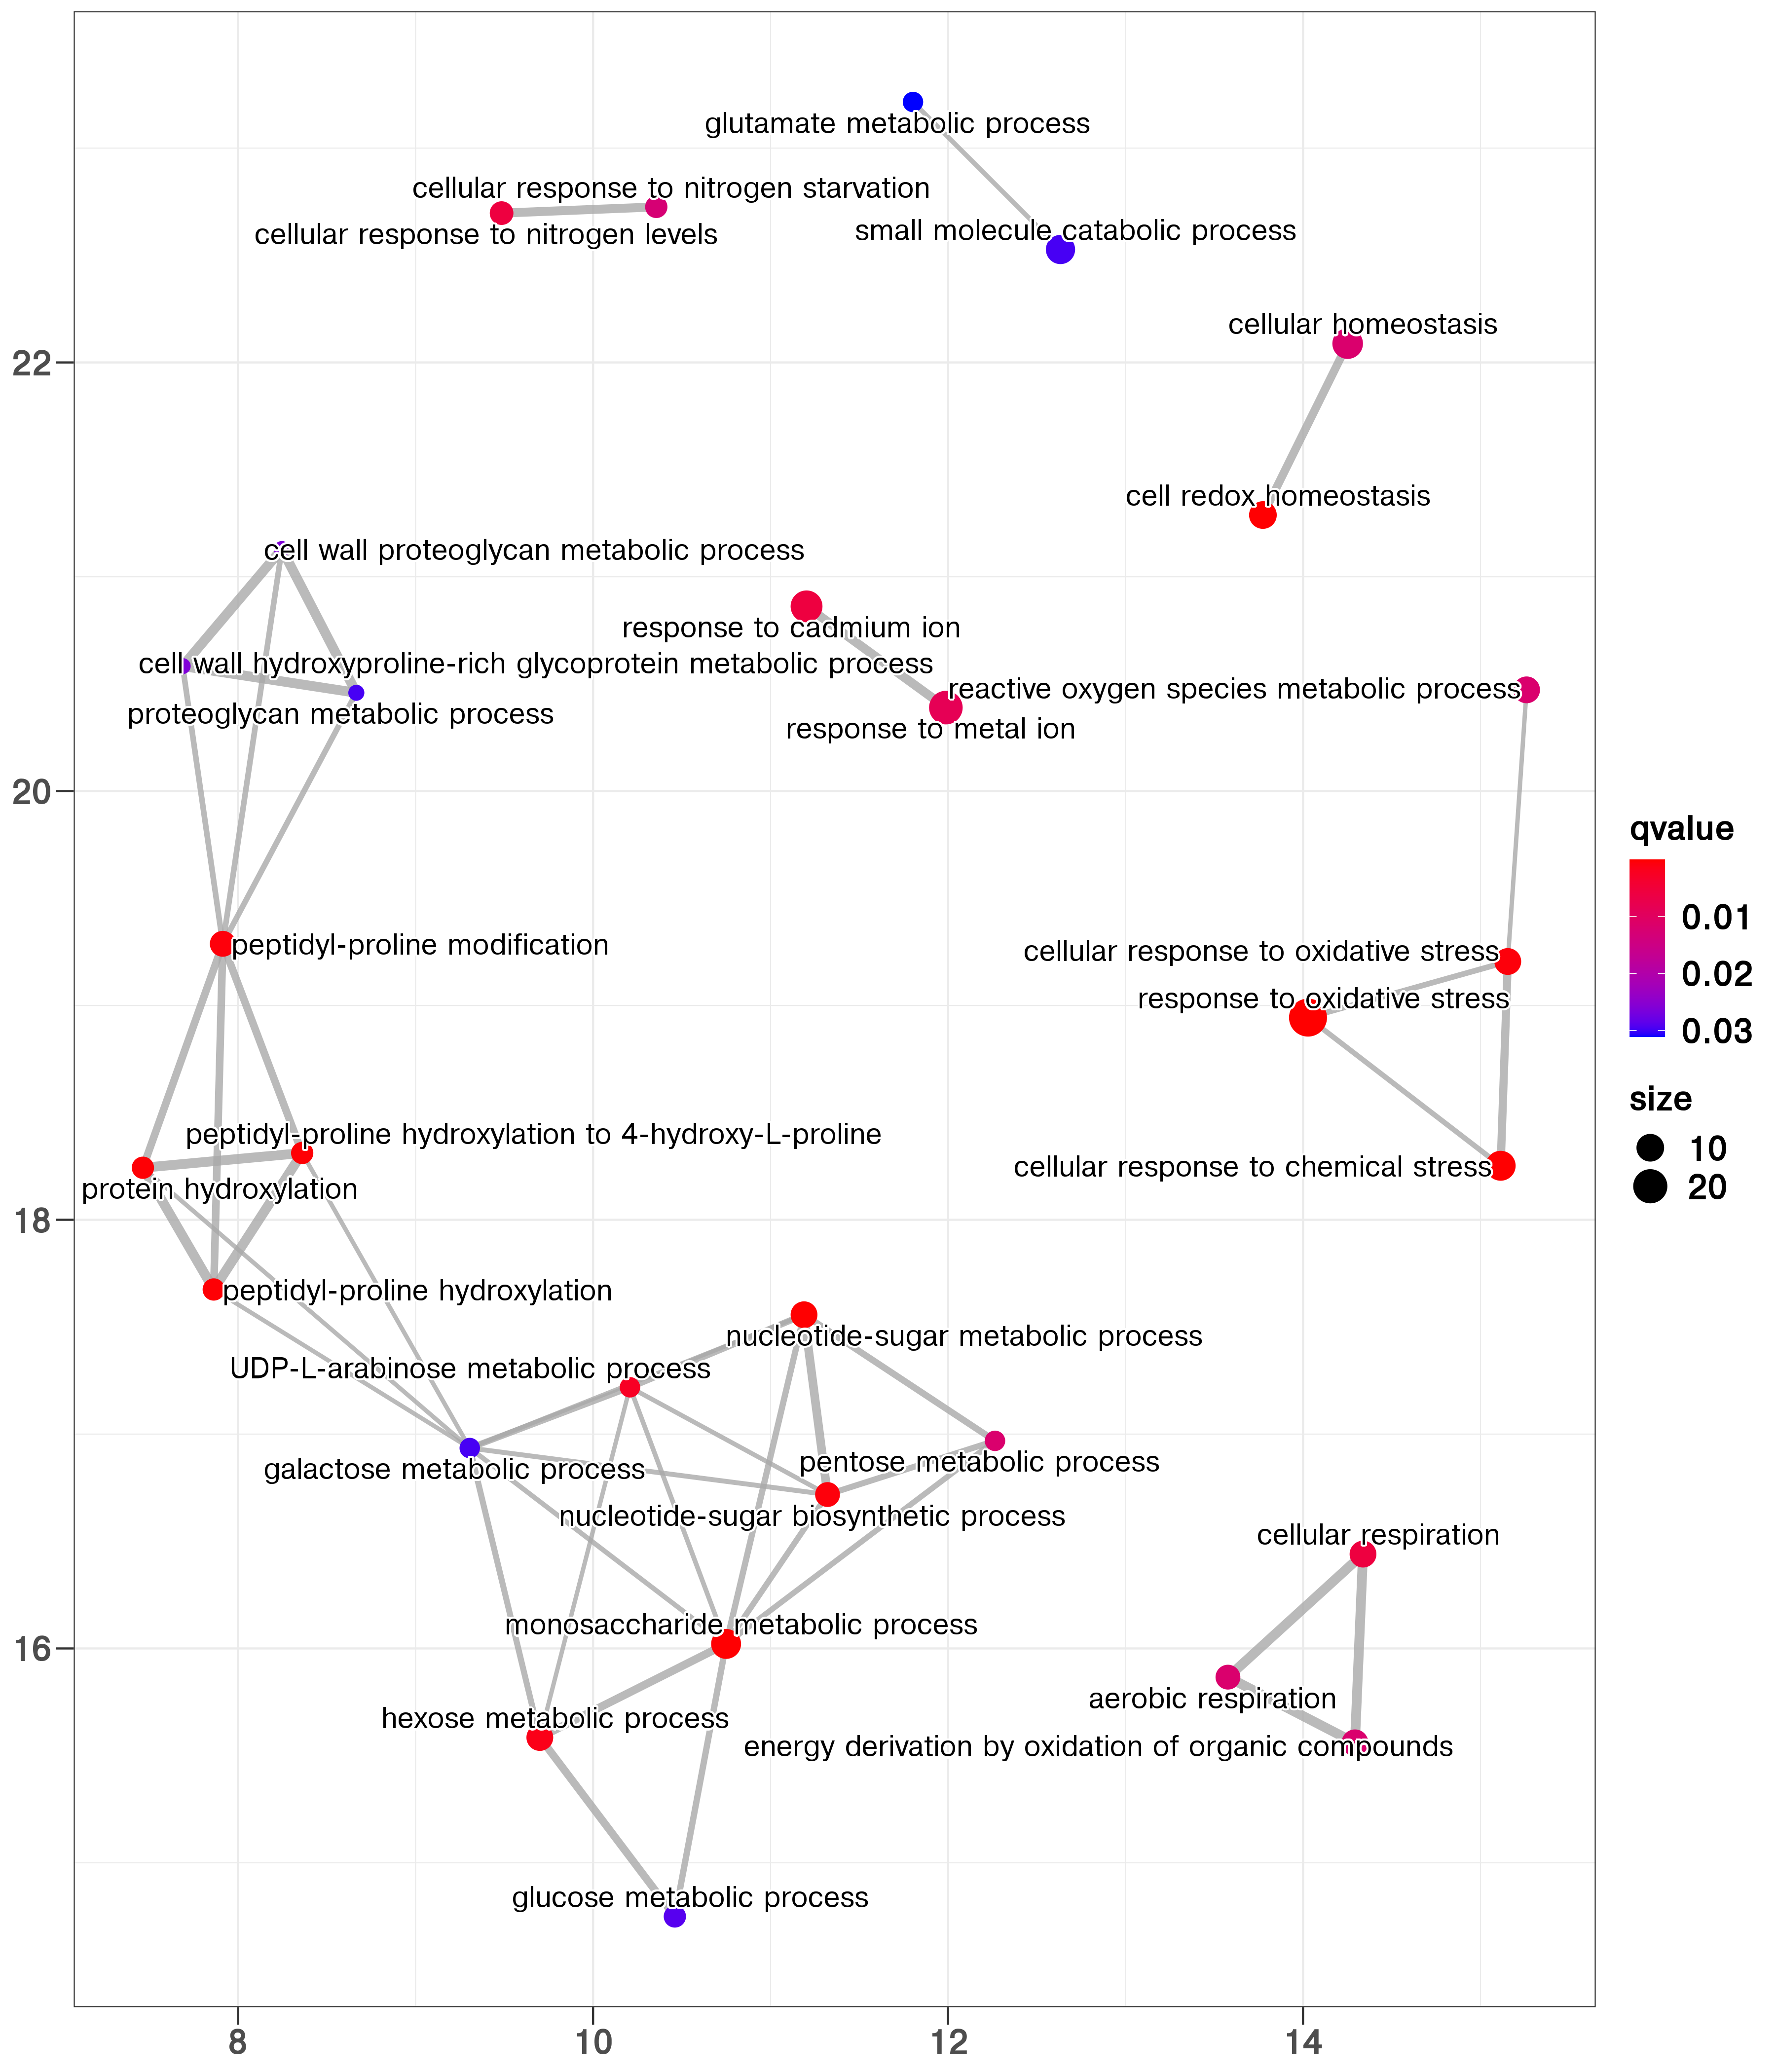 glutamate metabolic process
cellular response to nitrogen starvation
cellular response to nitrogen levels
small molecule catabolic process
cellular homeostasis
22
cell redox homeostasis
cell wall proteoglycan metabolic process
response to cadmium ion
cell wall hydroxyproline-rich glycoprotein metabolic process
reactive oxygen species metabolic process
proteoglycan metabolic process
response to metal ion
20
peptidyl-proline modification
cellular response to oxidative stress
response to oxidative stress
peptidyl-proline hydroxylation to 4-hydroxy-L-proline
cellular response to chemical stress
protein hydroxylation
18
peptidyl-proline hydroxylation
nucleotide-sugar metabolic process
UDP-L-arabinose metabolic process
pentose metabolic process
galactose metabolic process
nucleotide-sugar biosynthetic process
cellular respiration
monosaccharide metabolic process
16
aerobic respiration
hexose metabolic process
energy derivation by oxidation of organic compounds
glucose metabolic process
8
10
12
14
qvalue
0.01
0.02
0.03
size
10
20